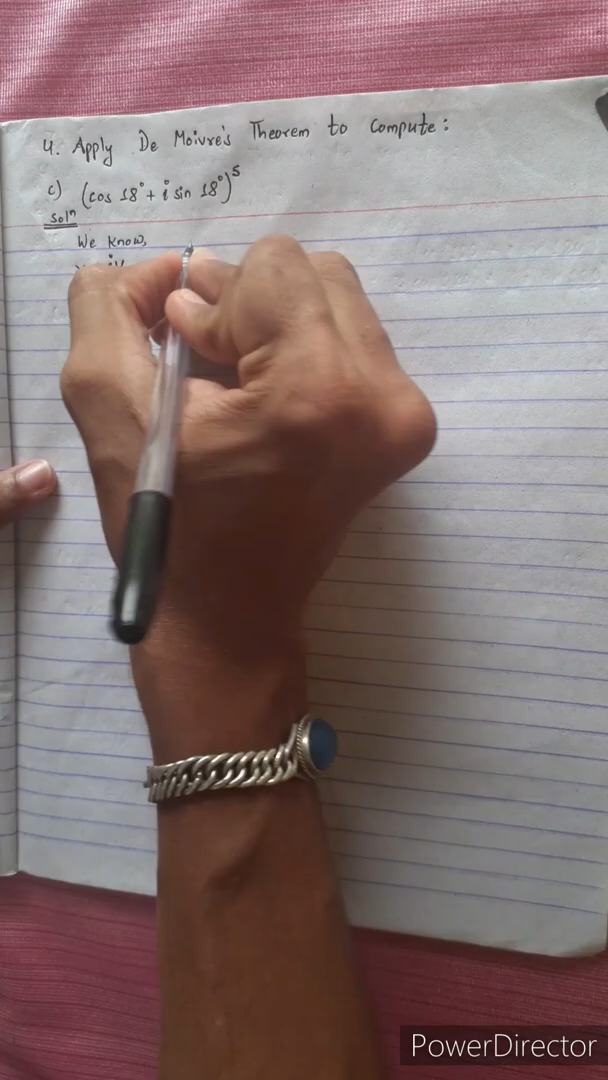 4. Apply De Moivre's Theorem to Compute:
c) (cos 18° + i sin 18°)⁵
Solⁿ
We know,
PowerDirector